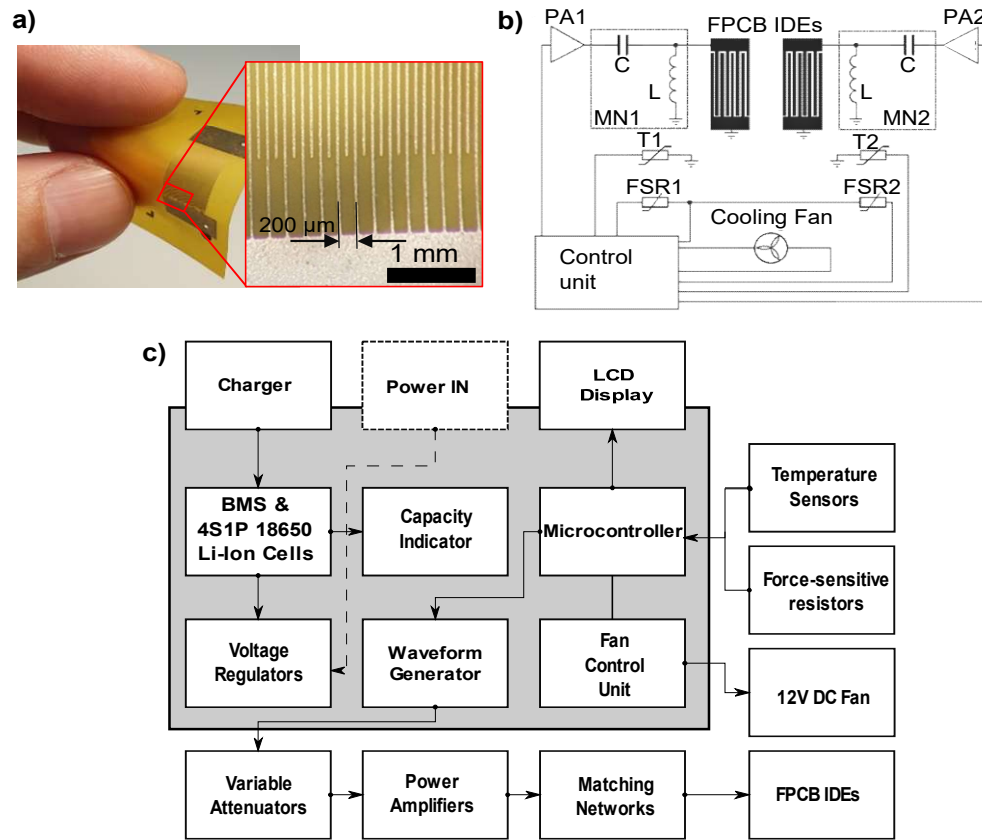 a)
200 µm
1 mm
b)
PA1
FPCB IDEs
PA2
C
C
L
L
MN1
MN2
T1
T2
FSR1
FSR2
Cooling Fan
Control
unit
c)
Charger
Power IN
LCD
Display
BMS &
4S1P 18650
Li-Ion Cells
Capacity
Indicator
Microcontroller
Temperature
Sensors
Force-sensitive
resistors
Voltage
Regulators
Waveform
Generator
Fan
Control
Unit
12V DC Fan
Variable
Attenuators
Power
Amplifiers
Matching
Networks
FPCB IDEs